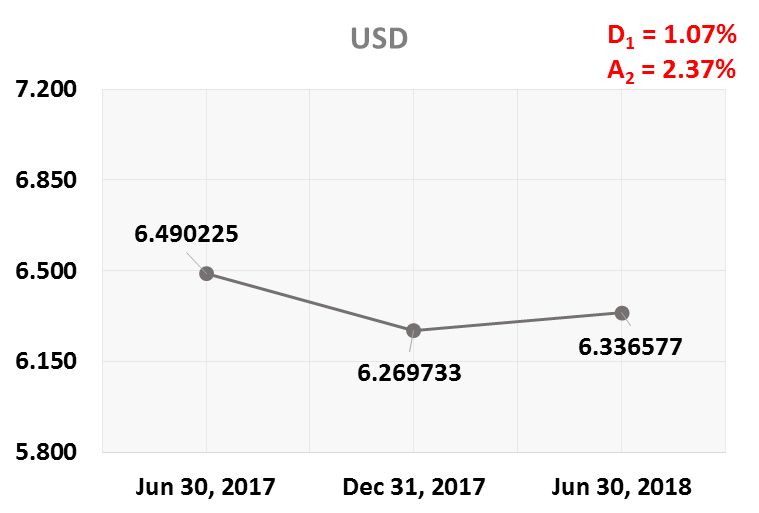 USD
D1 = 1.07%
A2 = 2.37%
7.200
6.850
6.500
6.150
5.800
6.490225
6.269733
6.336577
Jun 30, 2017
Dec 31, 2017
Jun 30, 2018